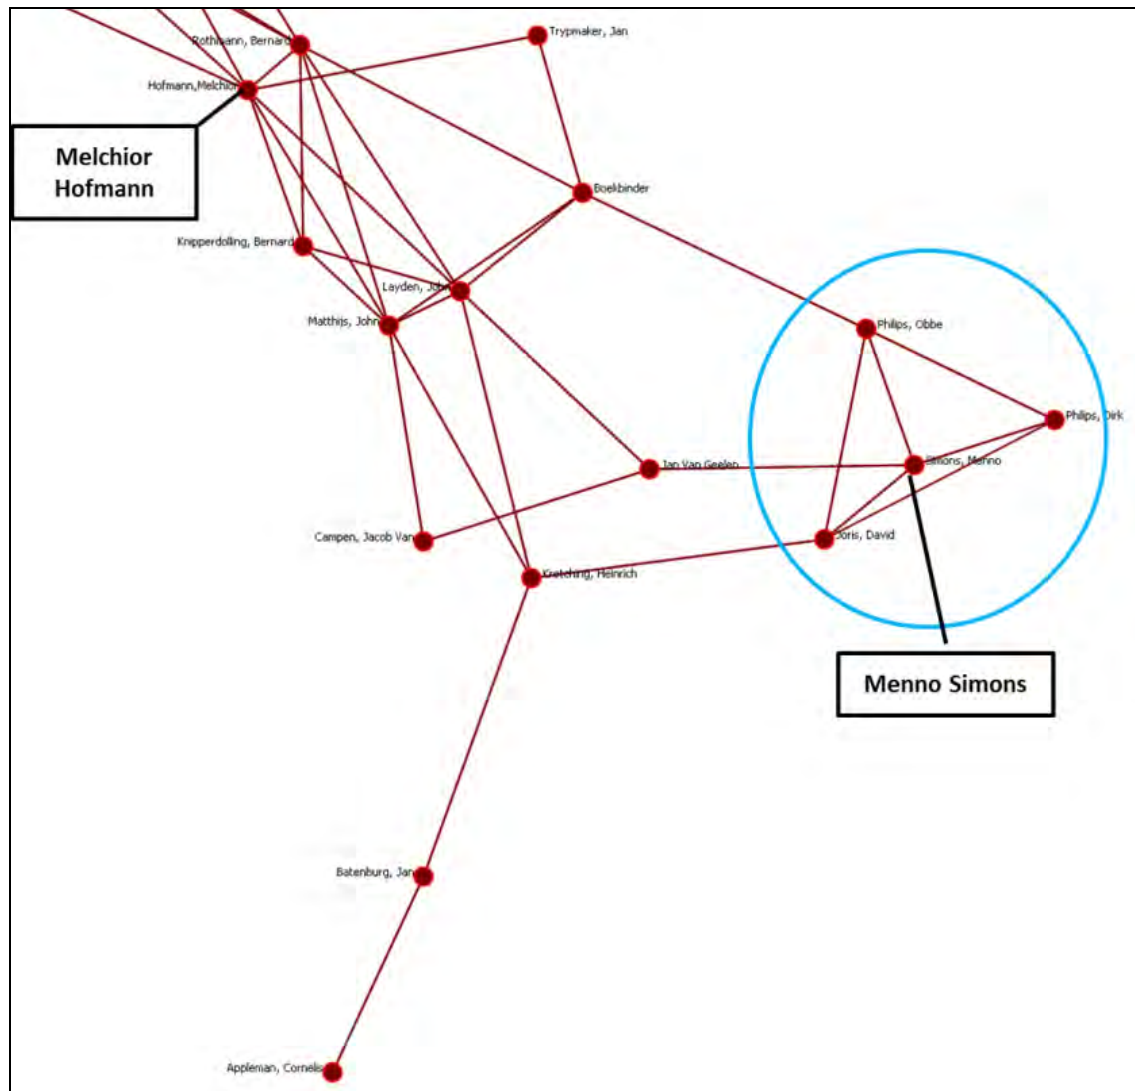 Trypmaker, Jan
Rothmann, Bernard
Hofmann,Melchior
Melchior
Hofmann
Boekbinder
Knipperdolling, Bernard
Layden, John
Matthijs, John
Philips, Obbe
Philips, Dirk
Simons, Menno
Jan Van Geelen
Campen, Jacob Van
Joris, David
Kretching, Heinrich
Menno Simons
Batenburg, Jan
Appleman, Cornelis